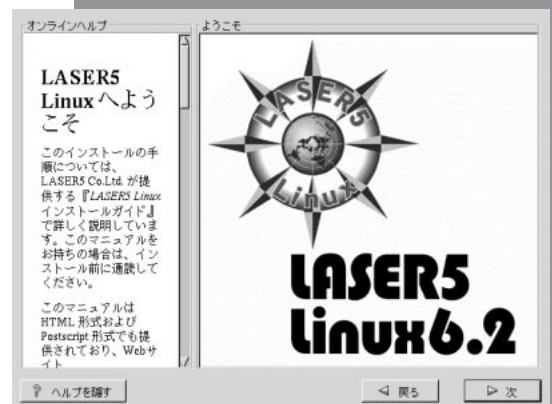 オンラインヘルプ
LASER5
Linux へよう
こそ
このインストールの手
順については、
LASER5 Co.Ltd. が提
供する『LASER5 Linux
インストールガイド』
で詳しく説明していま
す。このマニュアルを
お持ちの場合は、イン
ストール前に通読して
ください。
このマニュアルは
HTML 形式および
Postscript 形式でも提
供されており、Webサ
イト
ようこそ
LASER5
Linux
LASER5
Linux6.2
? ヘルプを隠す
戻る
次